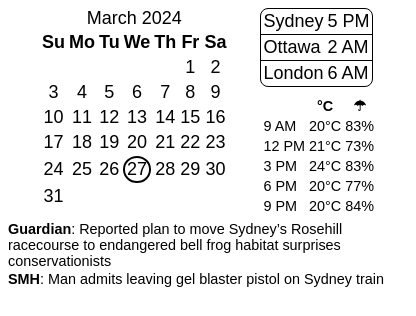 March 2024
Su Mo Tu We Th Fr Sa
1 2
3 4 5 6 7 8 9
10 11 12 13 14 15 16
17 18 19 20 21 22 23
24 25 26 27 28 29 30
31
Sydney 5 PM
Ottawa 2 AM
London 6 AM
°C ☂
9 AM 20°C 83%
12 PM 21°C 73%
3 PM 24°C 83%
6 PM 20°C 77%
9 PM 20°C 84%
Guardian: Reported plan to move Sydney's Rosehill
racecourse to endangered bell frog habitat surprises
conservationists
SMH: Man admits leaving gel blaster pistol on Sydney train